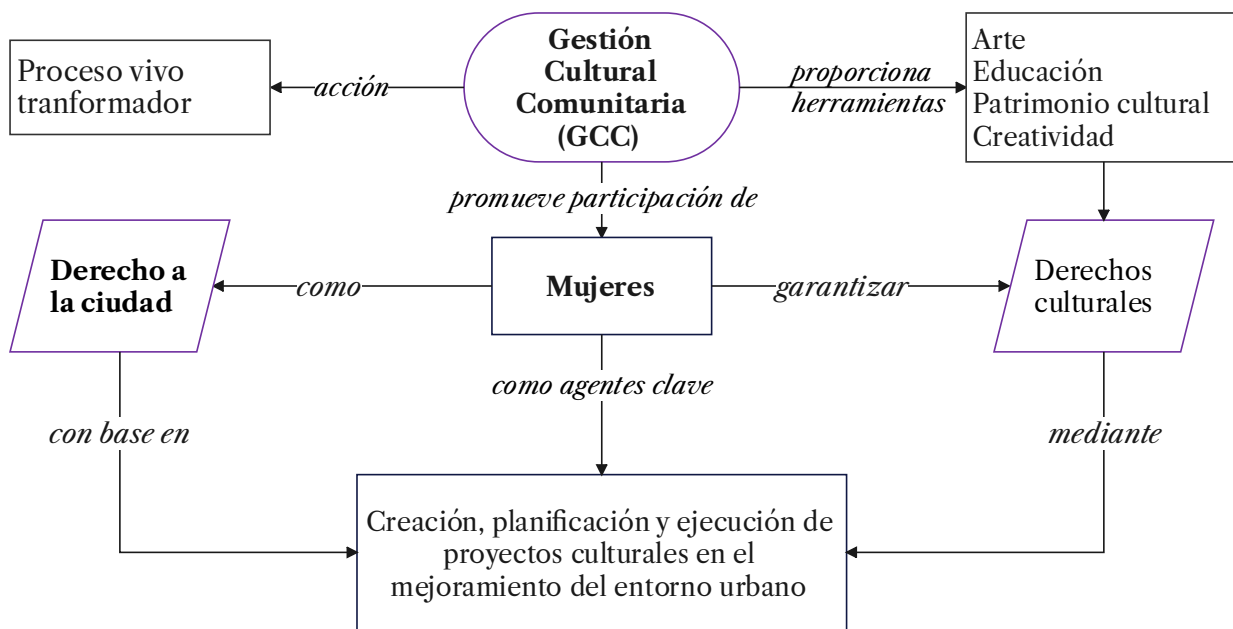 Gestión
Cultural
Comunitaria
(GCC)
Proceso vivo
tranformador
acción
proporciona
herramientas
Arte
Educación
Patrimonio cultural
Creatividad
promueve participación de
Derecho a
la ciudad
como
Mujeres
garantizar
Derechos
culturales
como agentes clave
con base en
mediante
Creación, planificación y ejecución de
proyectos culturales en el
mejoramiento del entorno urbano